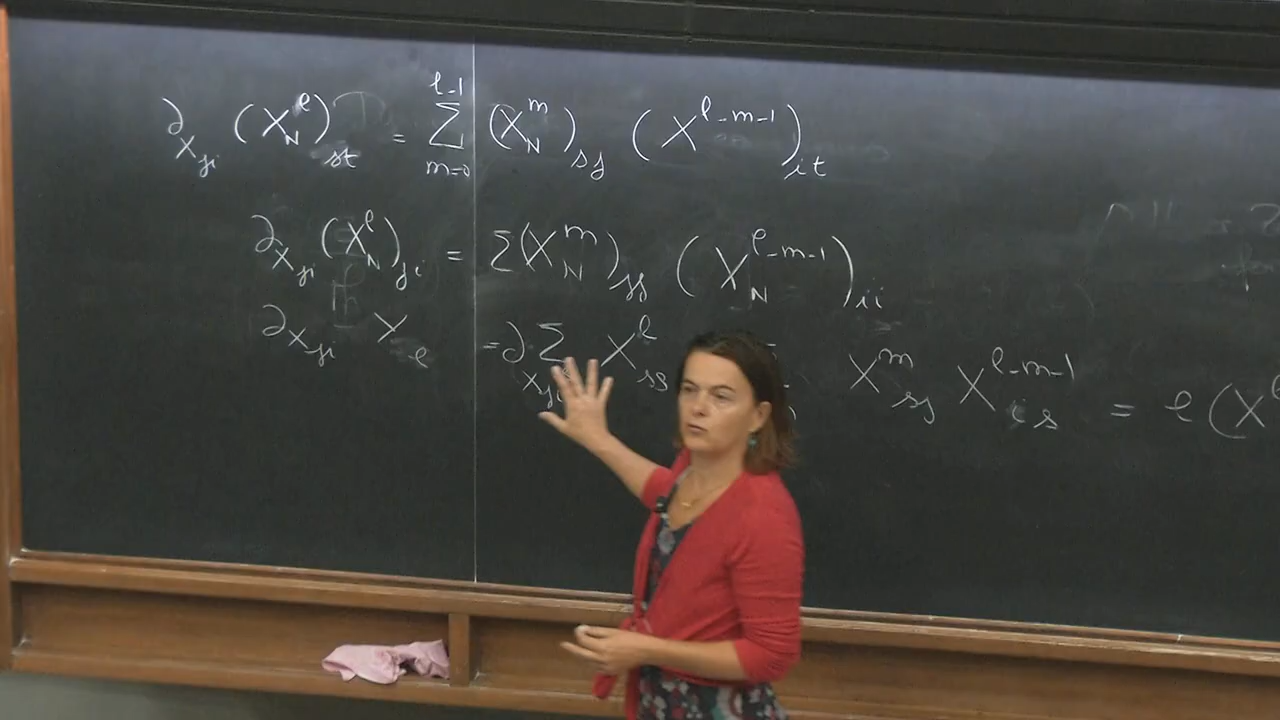 ∂_{X_{ji}} (X_N^ℓ)_{st} = ∑_{m=0}^{ℓ-1} (X_N^m)_{sj} (X^{ℓ-m-1})_{it}
∂_{X_{ji}} (X_N^ℓ)_{ji} = ∑ (X_N^m)_{jj} (X_N^{ℓ-m-1})_{ii}
∂_{X_{ji}} Y_ℓ = ∂_{X_{ji}} ∑ X^ℓ_{ss} X^m_{sj} X^{ℓ-m-1}_{is} = ℓ (X